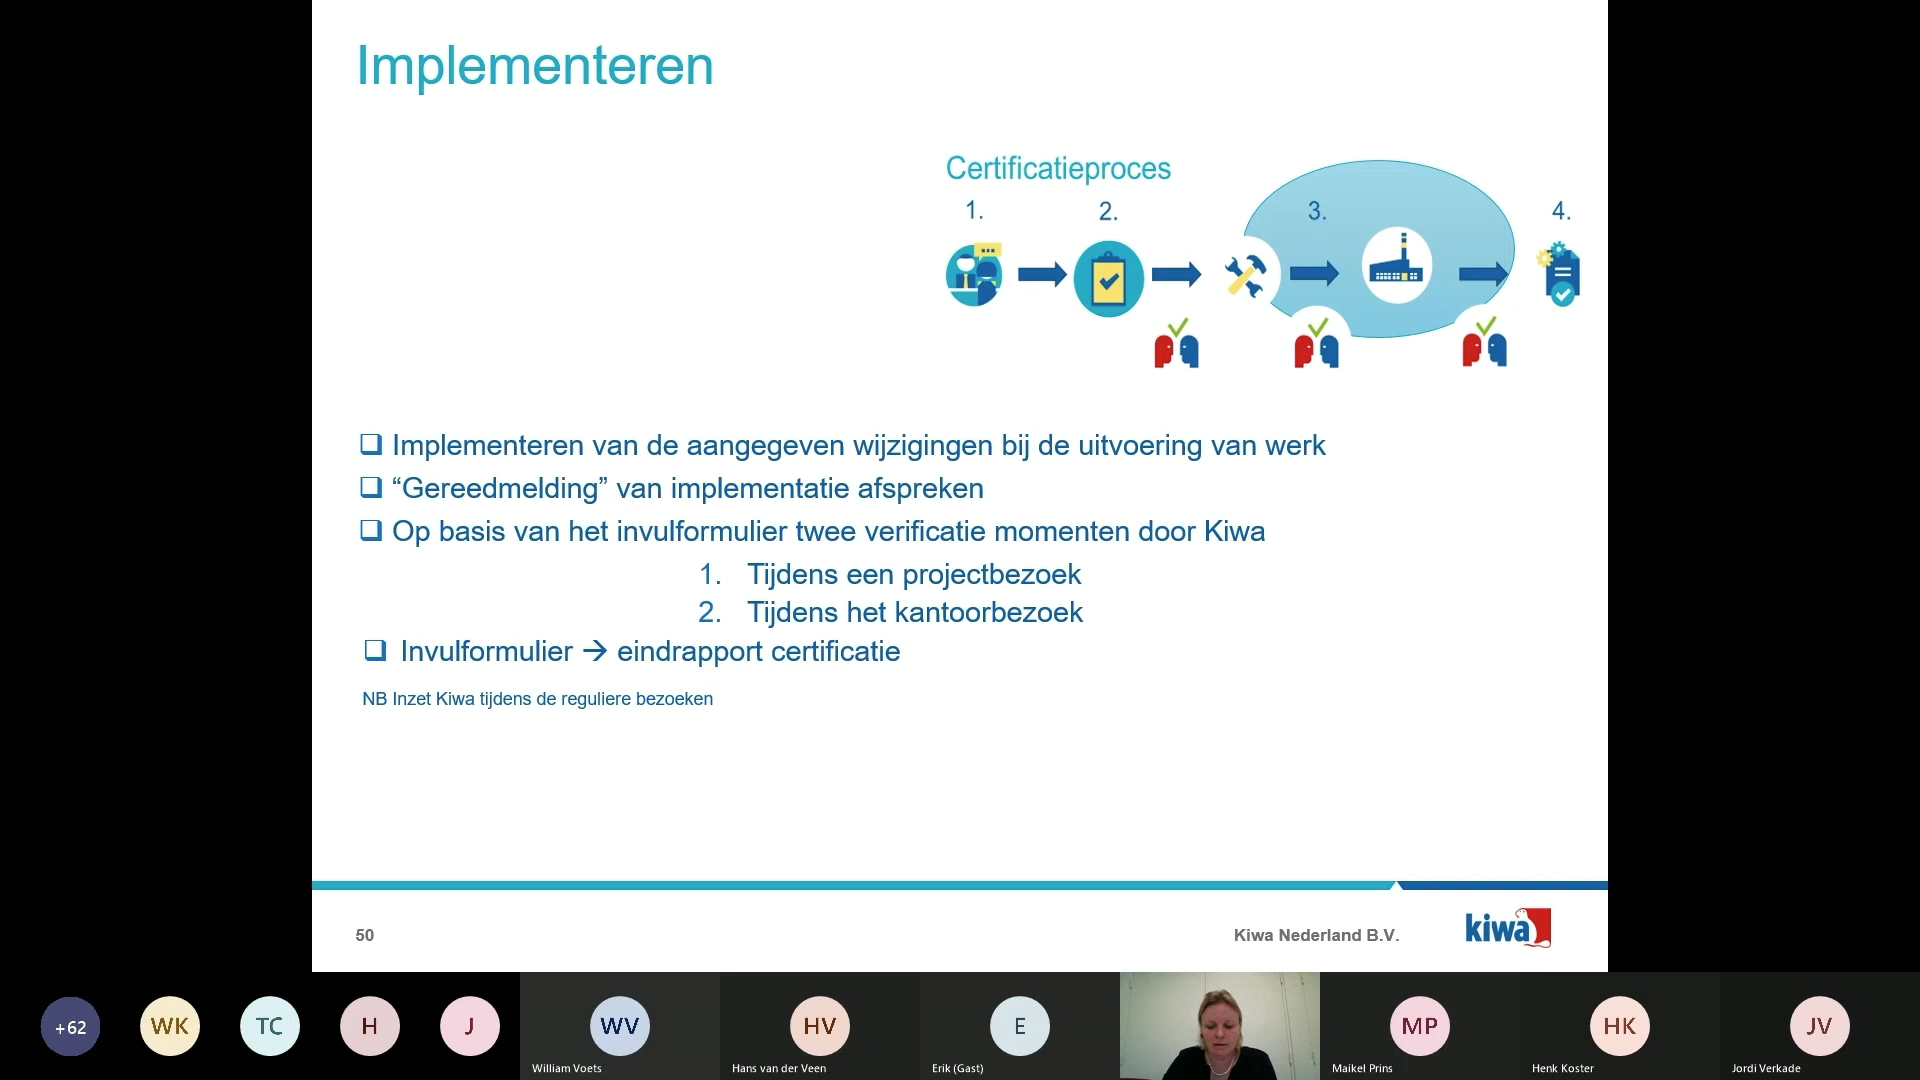 Implementeren
Certificatieproces
1.
2.
3.
4.
Implementeren van de aangegeven wijzigingen bij de uitvoering van werk
“Gereedmelding” van implementatie afspreken
Op basis van het invulformulier twee verificatie momenten door Kiwa
1. Tijdens een projectbezoek
2. Tijdens het kantoorbezoek
Invulformulier → eindrapport certificatie
NB Inzet Kiwa tijdens de reguliere bezoeken
50
Kiwa Nederland B.V.
kiwa
+62
WK
TC
H
J
WV
William Voets
HV
Hans van der Veen
E
Erik (Gast)
MP
Maikel Prins
HK
Henk Koster
JV
Jordi Verkade